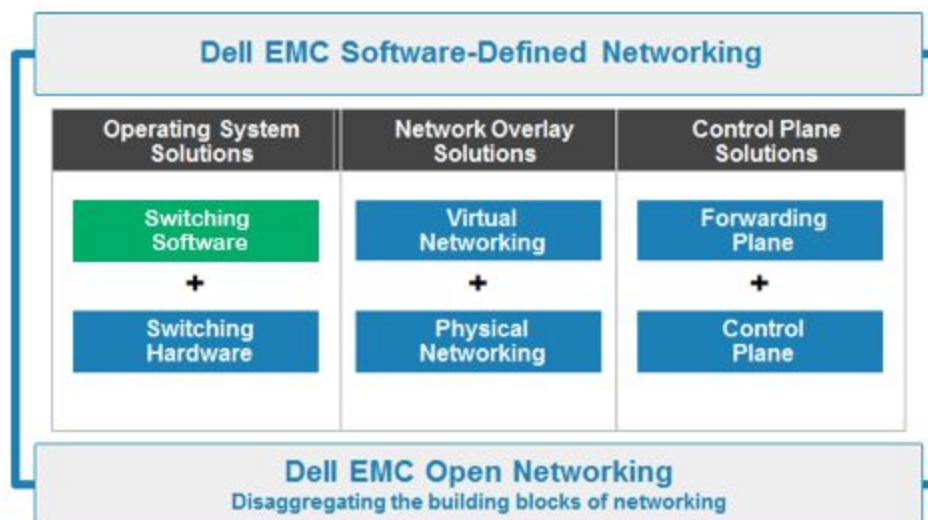 Dell EMC Software-Defined Networking
Operating System
Solutions
Network Overlay
Solutions
Control Plane
Solutions
Switching
Software
Virtual
Networking
Forwarding
Plane
+
+
+
Switching
Hardware
Physical
Networking
Control
Plane
Dell EMC Open Networking
Disaggregating the building blocks of networking